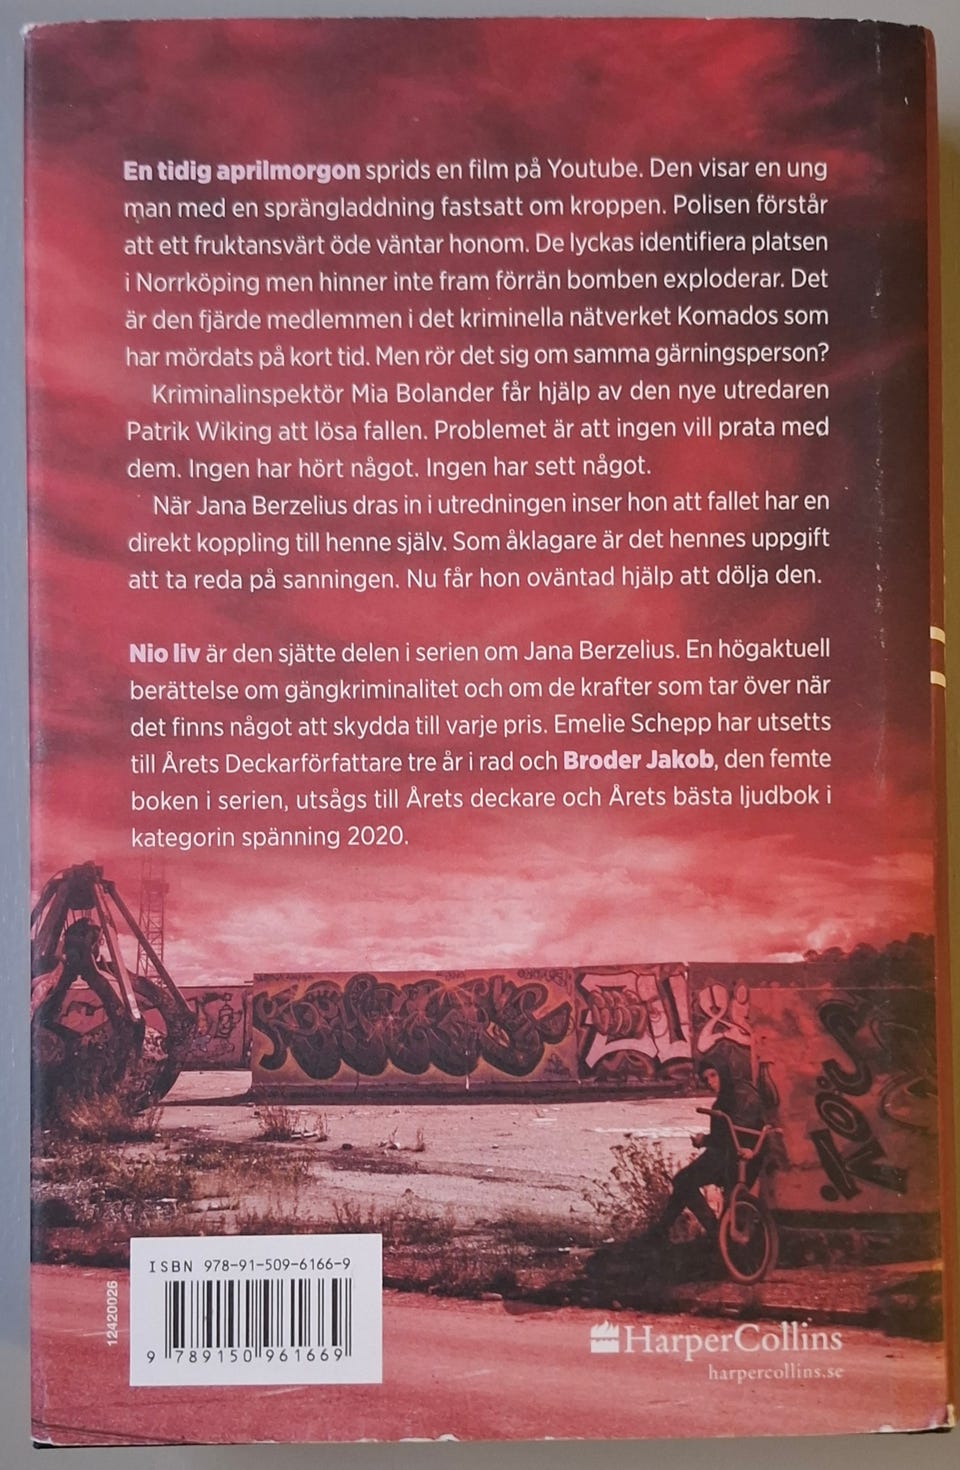 En tidig aprilmorgon sprids en film på Youtube. Den visar en ung
man med en sprängladdning fastsatt om kroppen. Polisen förstår
att ett fruktansvärt öde väntar honom. De lyckas identifiera platsen
i Norrköping men hinner inte fram förrän bomben exploderar. Det
är den fjärde medlemmen i det kriminella nätverket Komados som
har mördats på kort tid. Men rör det sig om samma gärningsperson?
Kriminalinspektör Mia Bolander får hjälp av den nye utredaren
Patrik Wiking att lösa fallen. Problemet är att ingen vill prata med
dem. Ingen har hört något. Ingen har sett något.
När Jana Berzelius dras in i utredningen inser hon att fallet har en
direkt koppling till henne själv. Som åklagare är det hennes uppgift
att ta reda på sanningen. Nu får hon oväntad hjälp att dölja den.
Nio liv är den sjätte delen i serien om Jana Berzelius. En högaktuell
berättelse om gängkriminalitet och om de krafter som tar över när
det finns något att skydda till varje pris. Emelie Schepp har utsetts
till Årets Deckarförfattare tre år i rad och Broder Jakob, den femte
boken i serien, utsågs till Årets deckare och Årets bästa ljudbok i
kategorin spänning 2020.
ISBN 978-91-509-6166-9
9 789150 961669
12420026
HarperCollins
harpercollins.se